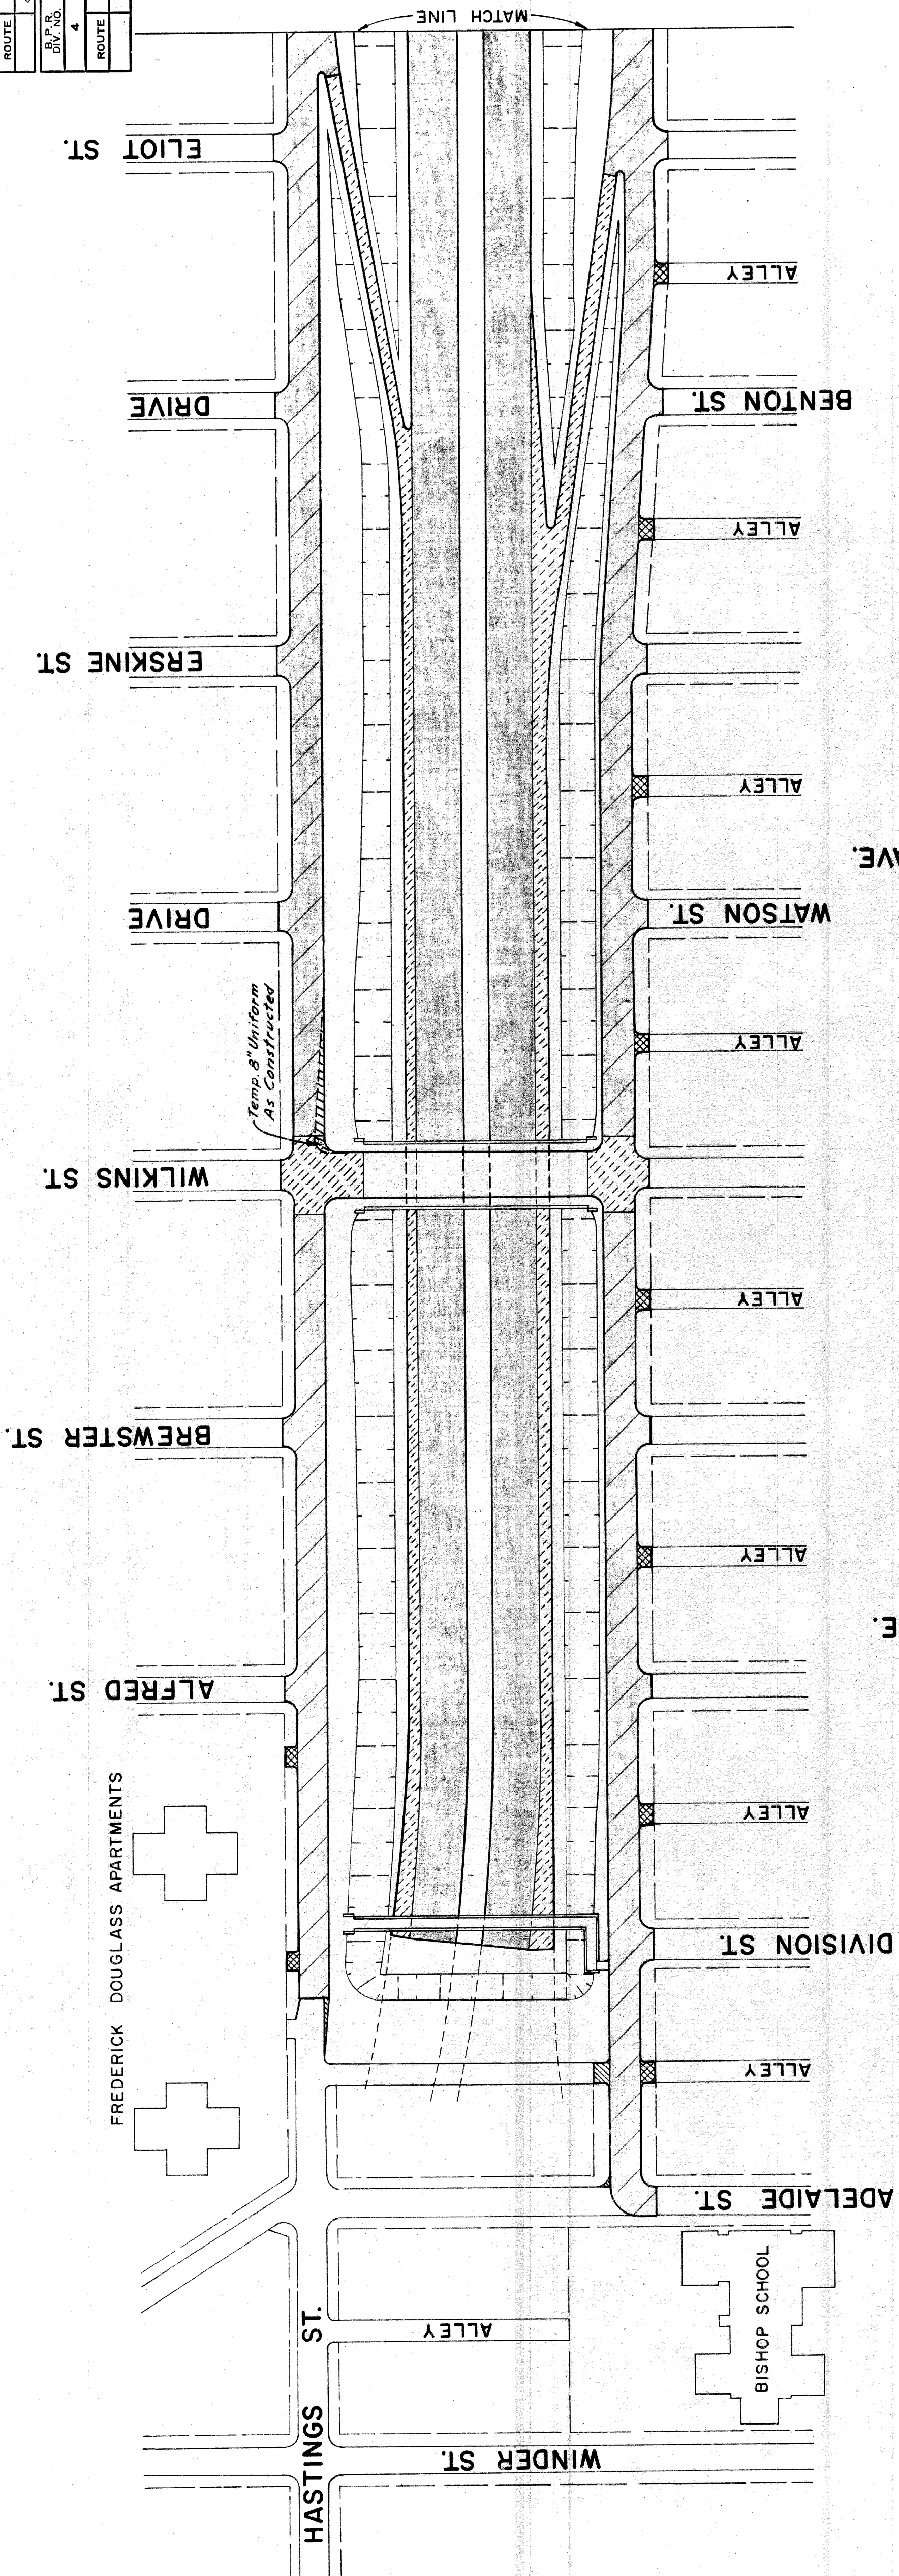 ROUTE
B. P. R.
DIV. NO.
4
ROUTE
MATCH LINE
ELIOT ST.
ALLEY
DRIVE
BENTON ST.
ALLEY
ERSKINE ST.
ALLEY
AVE.
DRIVE
WATSON ST.
Temp. 8" Uniform
As Constructed
ALLEY
WILKINS ST.
ALLEY
BREWSTER ST.
ALLEY
E.
ALFRED ST.
FREDERICK DOUGLASS APARTMENTS
ALLEY
DIVISION ST.
ALLEY
ADELAIDE ST.
HASTINGS ST.
ALLEY
BISHOP SCHOOL
WINDER ST.